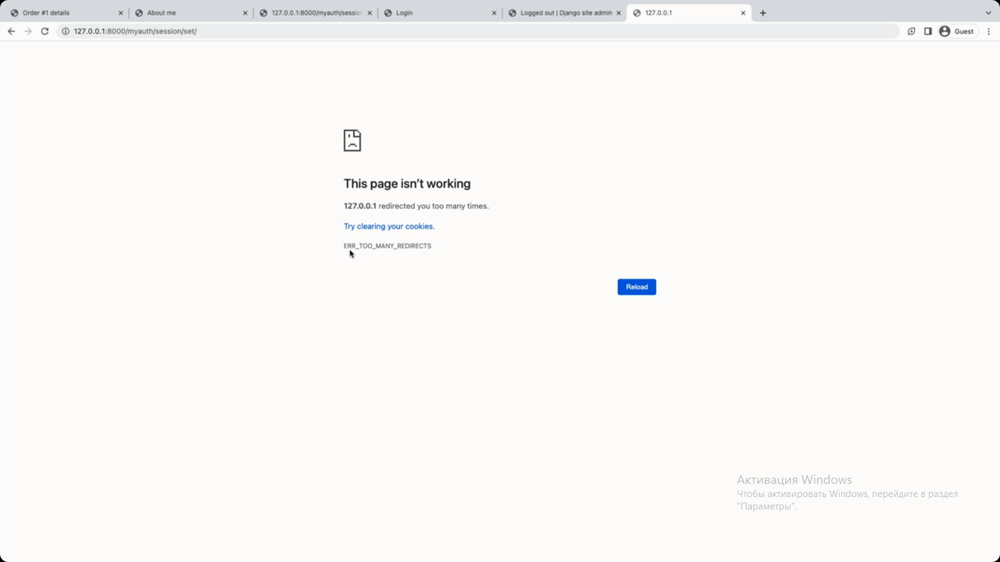 Order #1 details
About me
127.0.0.1:8000/myauth/sessio
Login
Logged out | Django site admin
127.0.0.1
127.0.0.1:8000/myauth/session/set/
Guest
This page isn’t working
127.0.0.1 redirected you too many times.
Try clearing your cookies.
ERR_TOO_MANY_REDIRECTS
Reload
Активация Windows
Чтобы активировать Windows, перейдите в раздел
"Параметры".